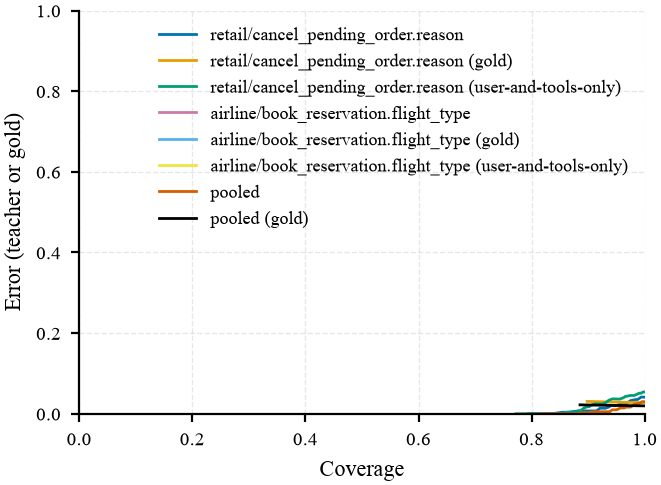 1.0
retail/cancel_pending_order.reason
retail/cancel_pending_order.reason (gold)
0.8
retail/cancel_pending_order.reason (user-and-tools-only)
airline/book_reservation.flight_type
airline/book_reservation.flight_type (gold)
0.6
airline/book_reservation.flight_type (user-and-tools-only)
pooled
pooled (gold)
0.4
0.2
0.0
Error (teacher or gold)
0.0 0.2 0.4 0.6 0.8 1.0
Coverage